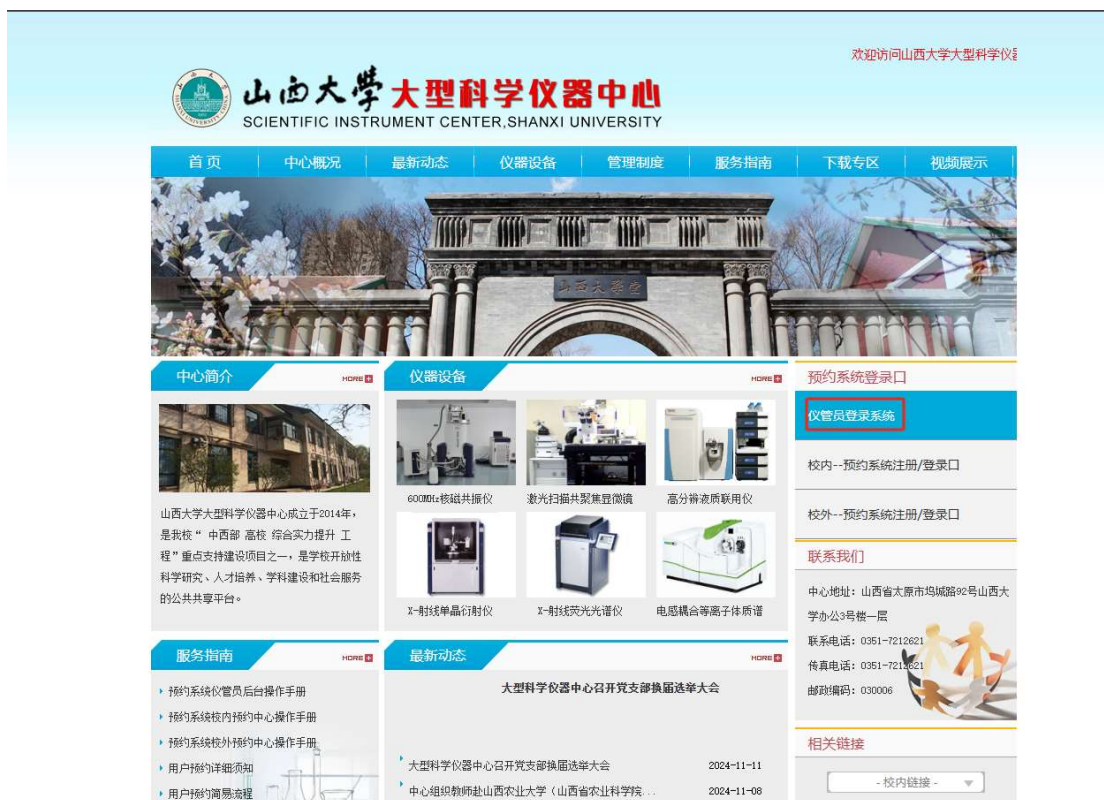 欢迎访问山西大学大型科学仪器
山西大學 大型科学仪器中心
SCIENTIFIC INSTRUMENT CENTER,SHANXI UNIVERSITY
首页 中心概况 最新动态 仪器设备 管理制度 服务指南 下载专区 视频展示
中心简介 HORE
山西大学大型科学仪器中心成立于2014年,
是我校“ 中西部 高校 综合实力提升 工
程”重点支持建设项目之一，是学校开放性
科学研究、人才培养、学科建设和社会服务
的公共共享平台。
仪器设备 HORE
600MHz核磁共振仪 激光扫描共聚焦显微镜 高分辨液质联用仪
X-射线单晶衍射仪 X-射线荧光光谱仪 电感耦合等离子体质谱
预约系统登录口
仪管员登录系统
校内--预约系统注册/登录口
校外--预约系统注册/登录口
联系我们
中心地址：山西省太原市坞城路92号山西大
学办公3号楼一层
联系电话：0351-7212621
传真电话：0351-7212621
邮政编码：030006
服务指南 HORE
预约系统仪管员后台操作手册
预约系统校内预约中心操作手册
预约系统校外预约中心操作手册
用户预约详细须知
用户预约简易流程
最新动态 HORE
大型科学仪器中心召开党支部换届选举大会
大型科学仪器中心召开党支部换届选举大会 2024-11-11
中心组织教师赴山西农业大学（山西省农业科学院... 2024-11-08
相关链接
- 校内链接 -